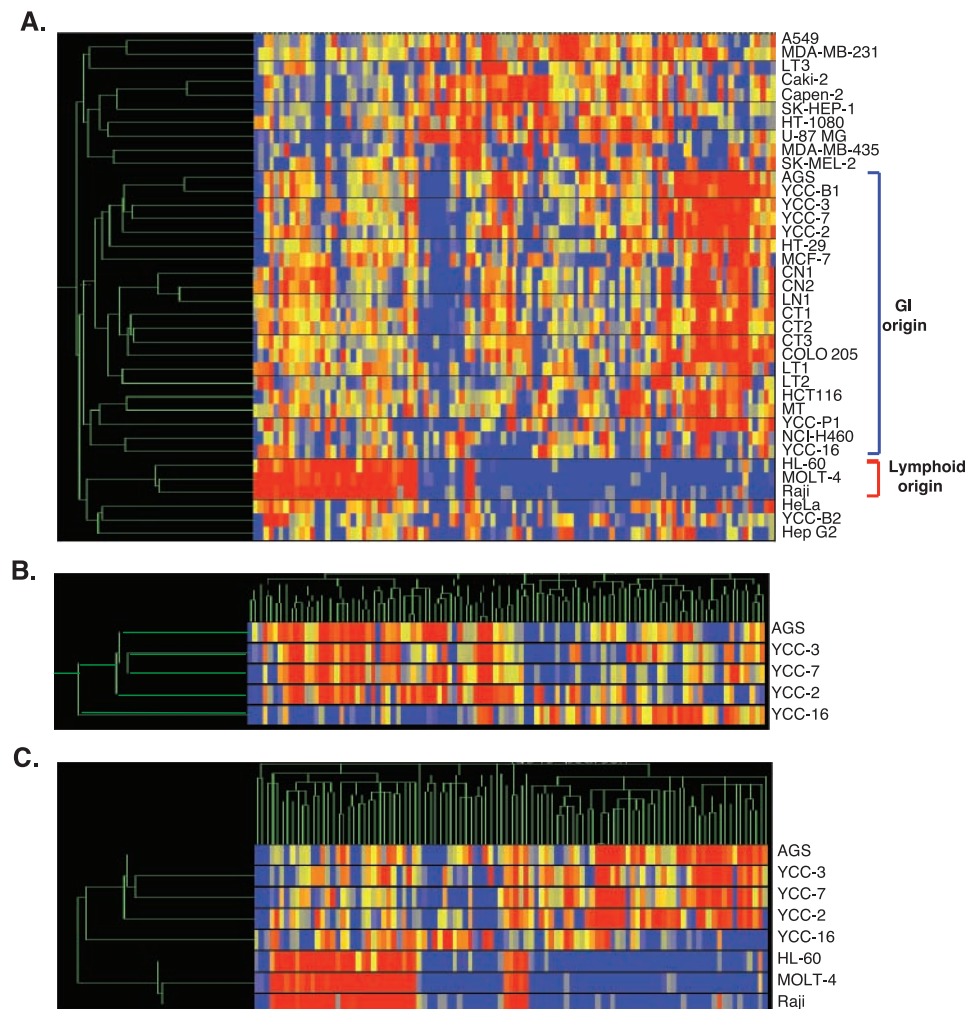 A.
A549
MDA-MB-231
LT3
Caki-2
Capen-2
SK-HEP-1
HT-1080
U-87 MG
MDA-MB-435
SK-MEL-2
AGS
YCC-B1
YCC-3
YCC-7
YCC-2
HT-29
MCF-7
CN1
CN2
LN1
CT1
CT2
CT3
COLO 205
LT1
LT2
HCT116
MT
YCC-P1
NCI-H460
YCC-16
HL-60
MOLT-4
Raji
HeLa
YCC-B2
Hep G2
GI
origin
Lymphoid
origin
B.
AGS
YCC-3
YCC-7
YCC-2
YCC-16
C.
AGS
YCC-3
YCC-7
YCC-2
YCC-16
HL-60
MOLT-4
Raji